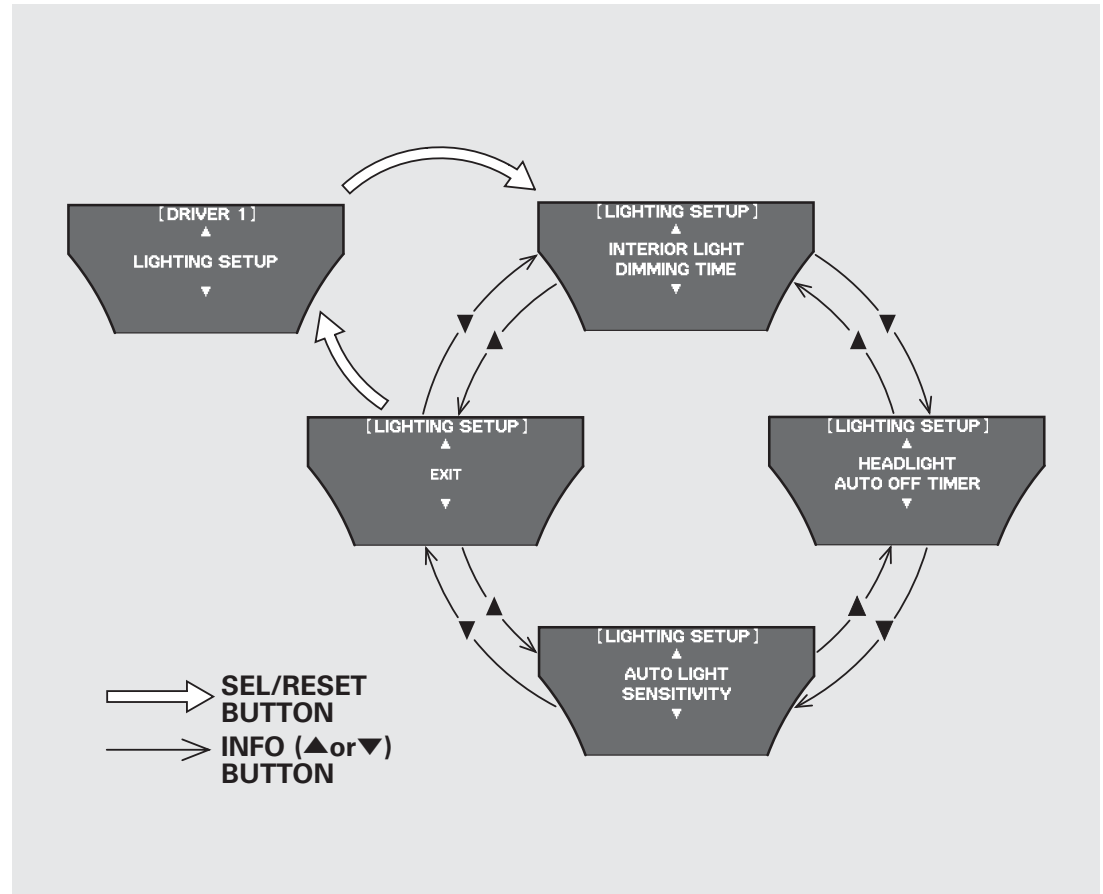 [DRIVER 1]
▲
LIGHTING SETUP
▼
[LIGHTING SETUP]
▲
INTERIOR LIGHT
DIMMING TIME
▼
[LIGHTING SETUP]
▲
EXIT
▼
[LIGHTING SETUP]
▲
HEADLIGHT
AUTO OFF TIMER
▼
[LIGHTING SETUP]
▲
AUTO LIGHT
SENSITIVITY
▼
SEL/RESET
BUTTON
INFO (▲or▼)
BUTTON